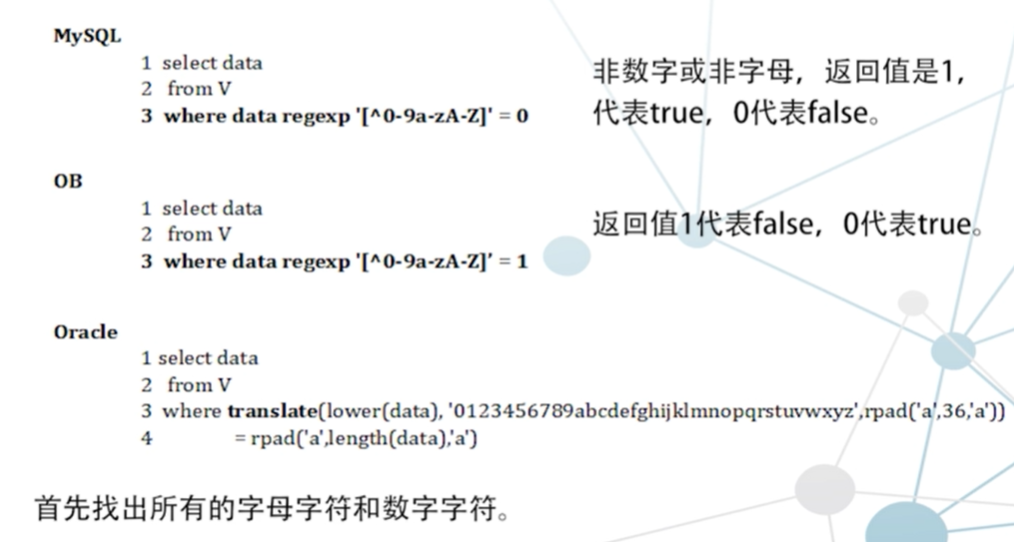 MySQL
1 select data
2 from V
3 where data regexp '[^0-9a-zA-Z]' = 0
非数字或非字母，返回值是1，
代表true，0代表false。
OB
1 select data
2 from V
3 where data regexp '[^0-9a-zA-Z]' = 1
返回值1代表false，0代表true。
Oracle
1 select data
2 from V
3 where translate(lower(data), '0123456789abcdefghijklmnopqrstuvwxyz',rpad('a',36,'a'))
4 = rpad('a',length(data),'a')
首先找出所有的字母字符和数字字符。